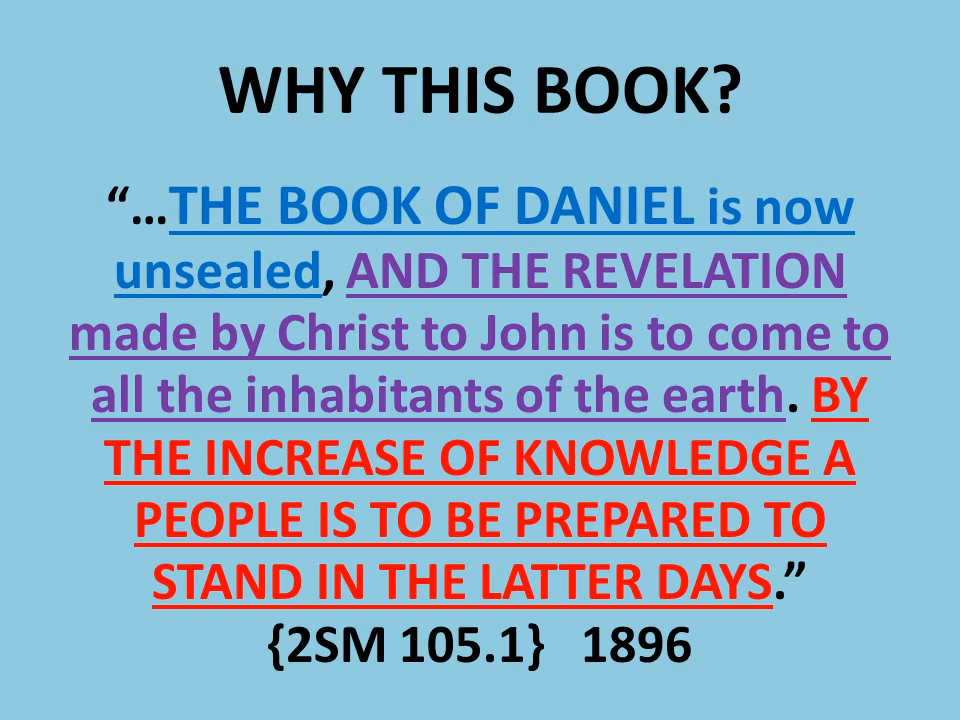 WHY THIS BOOK?
“…THE BOOK OF DANIEL is now
unsealed, AND THE REVELATION
made by Christ to John is to come to
all the inhabitants of the earth. BY
THE INCREASE OF KNOWLEDGE A
PEOPLE IS TO BE PREPARED TO
STAND IN THE LATTER DAYS.”
{2SM 105.1} 1896